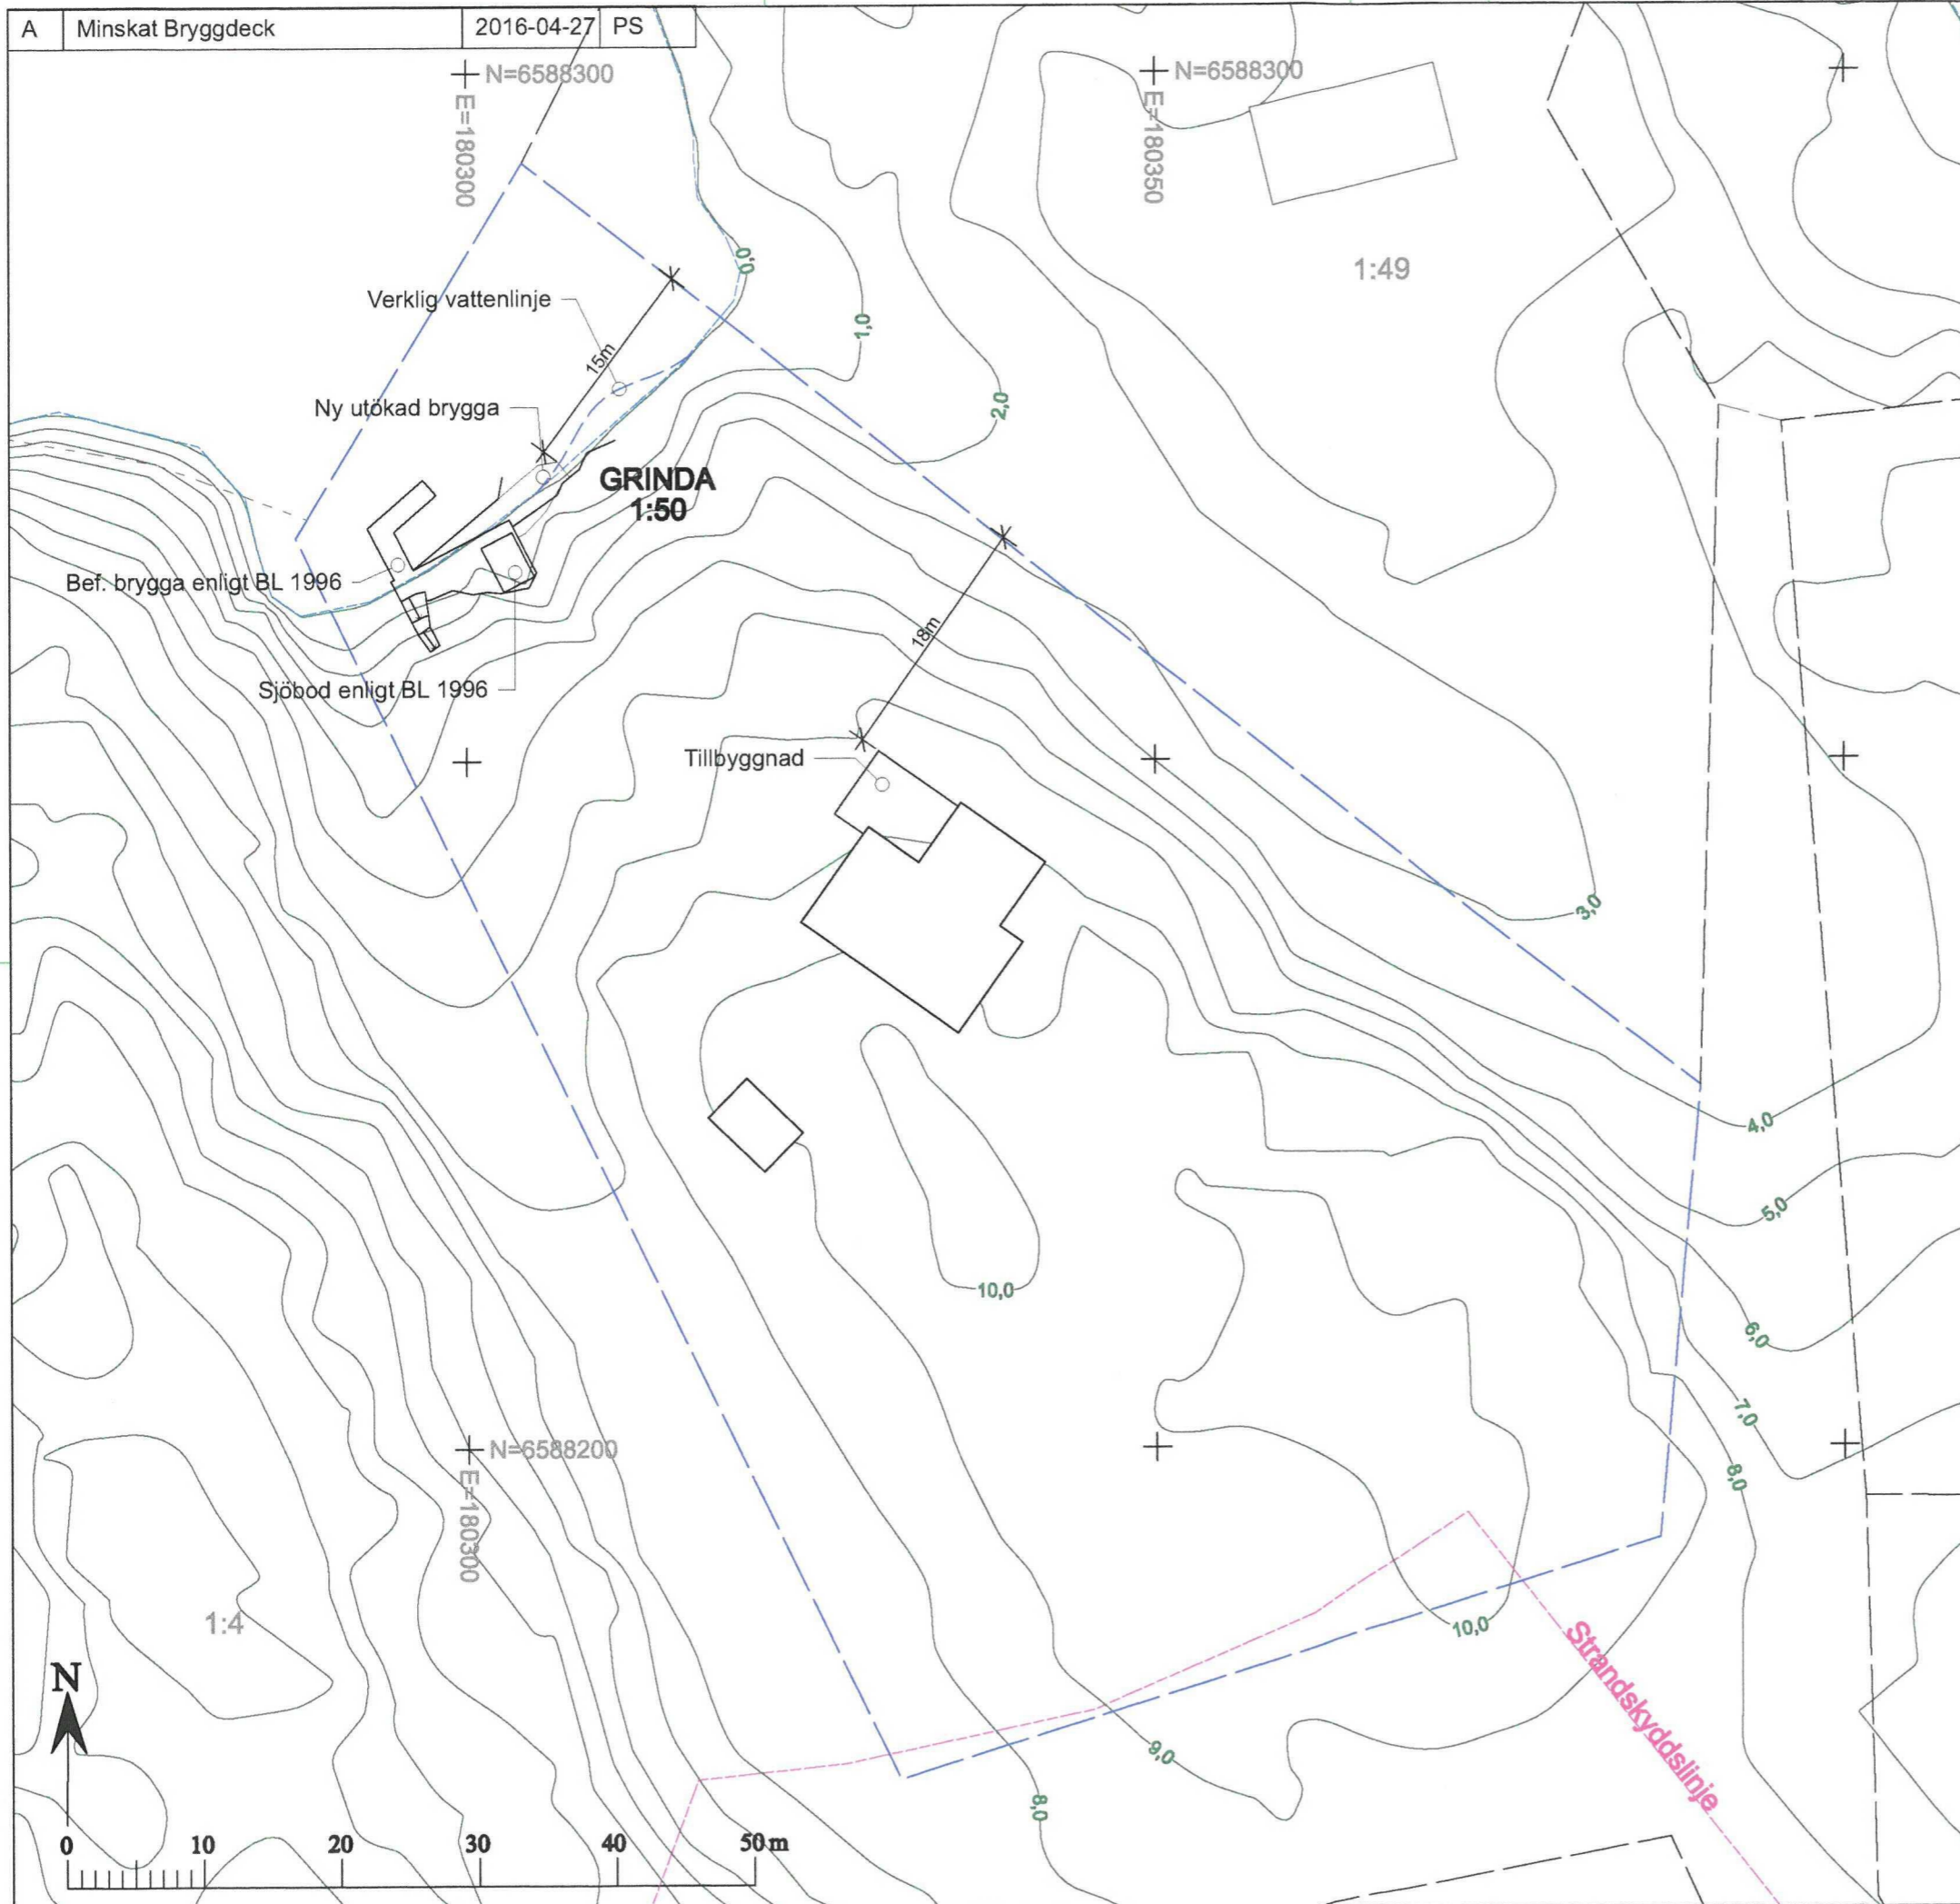 A Minskat Bryggdeck 2016-04-27 PS
N=6588300
E=180300
N=6588300
E=180350
1:49
0,0
Verklig vattenlinje
1,0
15m
Ny utökad brygga
2,0
GRINDA
1:50
Bef. brygga enligt BL 1996
18m
Sjöbod enligt BL 1996
Tillbyggnad
3,0
4,0
5,0
10,0
6,0
7,0
N=6588200
E=180300
8,0
1:4
10,0
Strandskyddslinje
N
9,0
8,0
0 10 20 30 40 50m